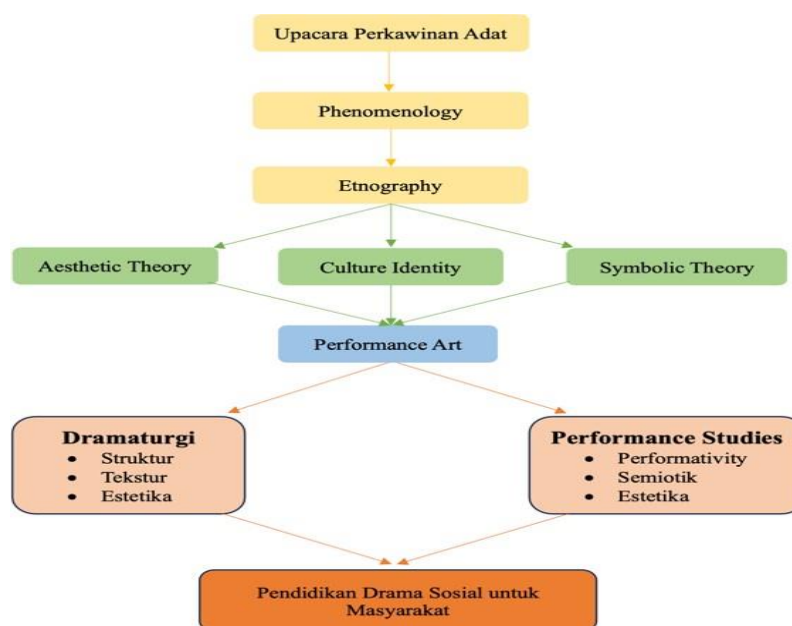 Upacara Perkawinan Adat
Phenomenology
Etnography
Aesthetic Theory
Culture Identity
Symbolic Theory
Performance Art
Dramaturgi
• Struktur
• Tekstur
• Estetika
Performance Studies
• Performativity
• Semiotik
• Estetika
Pendidikan Drama Sosial untuk
Masyarakat